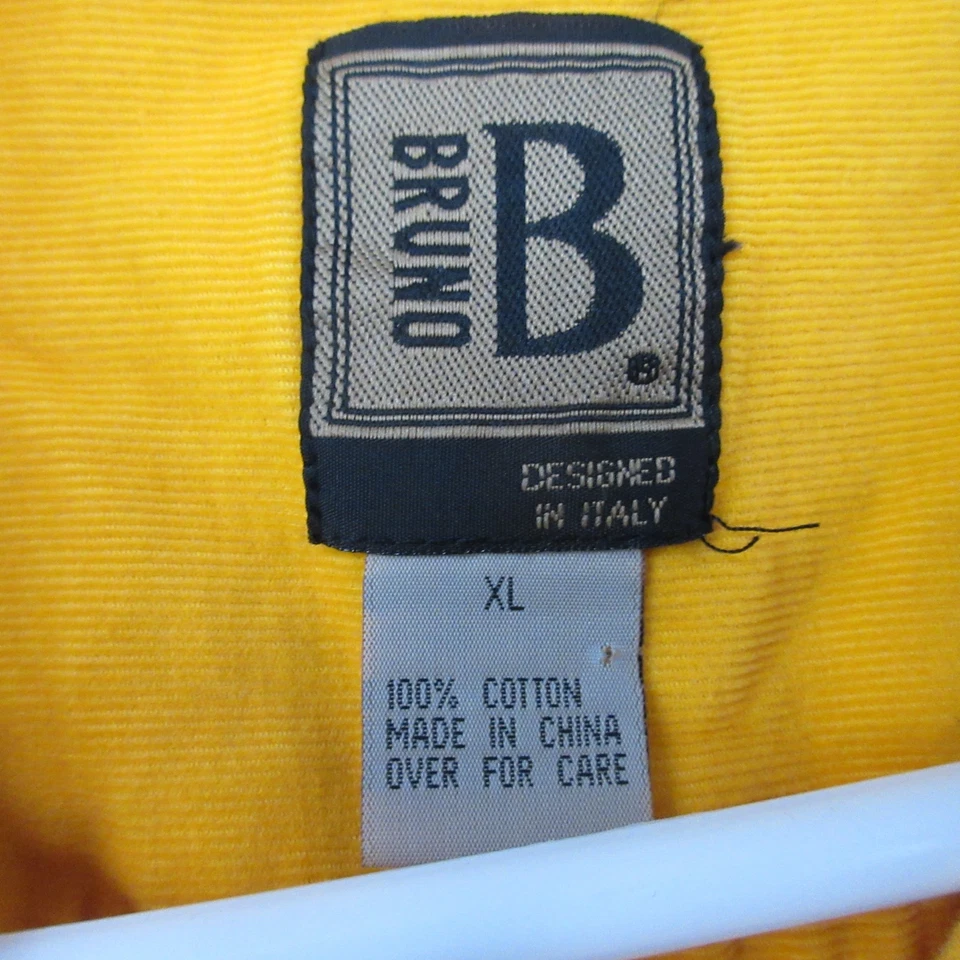 BRUNO
B®
DESIGNED
IN ITALY
XL
100% COTTON
MADE IN CHINA
OVER FOR CARE